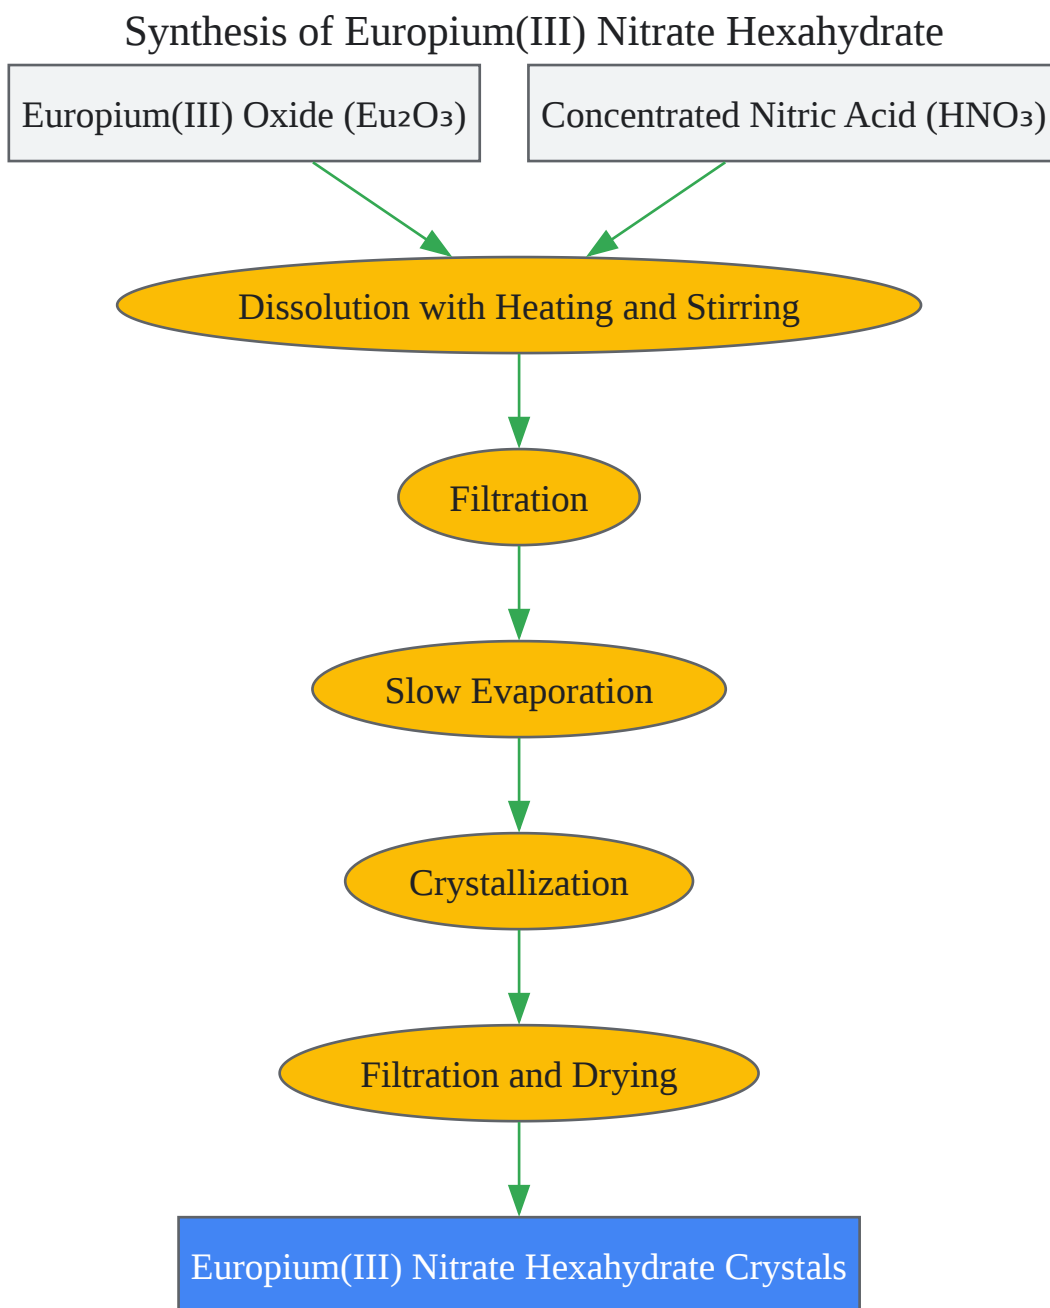 Synthesis of Europium(III) Nitrate Hexahydrate
Europium(III) Oxide (Eu₂O₃)
Concentrated Nitric Acid (HNO₃)
Dissolution with Heating and Stirring
Filtration
Slow Evaporation
Crystallization
Filtration and Drying
Europium(III) Nitrate Hexahydrate Crystals